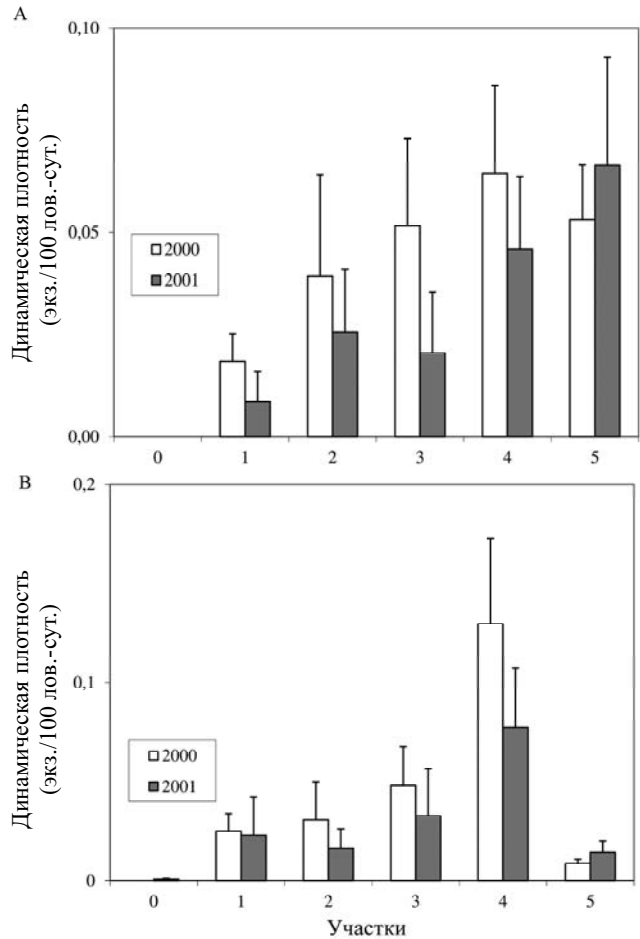 А
Динамическая плотность
(экз./100 лов.-сут.)
0,10
0,05
0,00
2000
2001
0 1 2 3 4 5
В
Динамическая плотность
(экз./100 лов.-сут.)
0,2
0,1
0
2000
2001
0 1 2 3 4 5
Участки